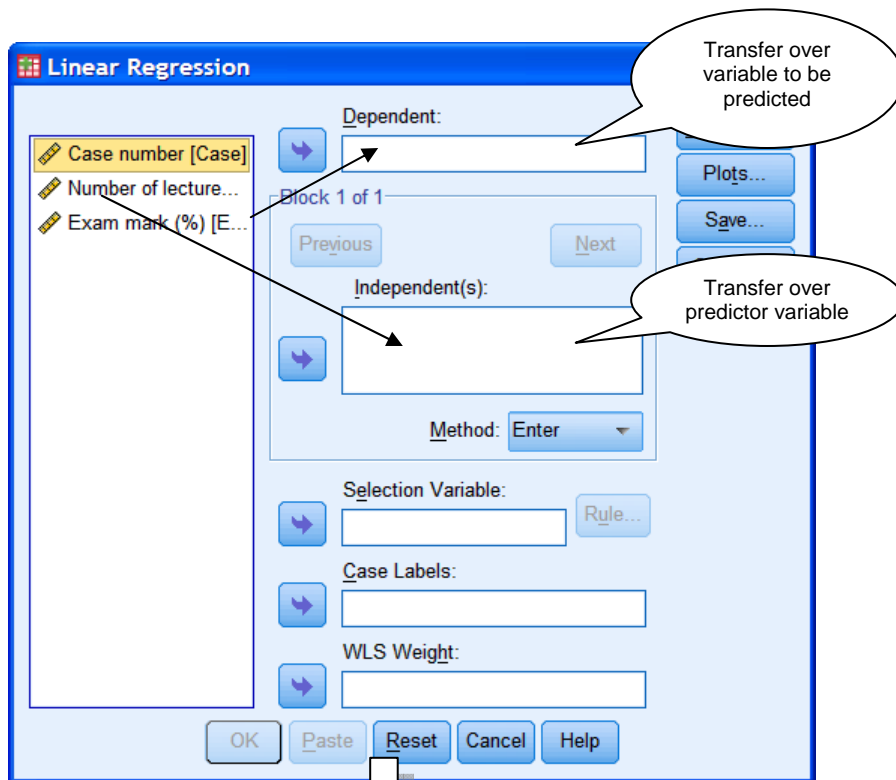 Linear Regression
Transfer over
variable to be
predicted
Case number [Case]
Number of lecture...
Exam mark (%) [E...
Dependent:
Block 1 of 1
Previous
Next
Independent(s):
Transfer over
predictor variable
Method: Enter
Plots...
Save...
Selection Variable:
Rule...
Case Labels:
WLS Weight:
OK
Paste
Reset
Cancel
Help